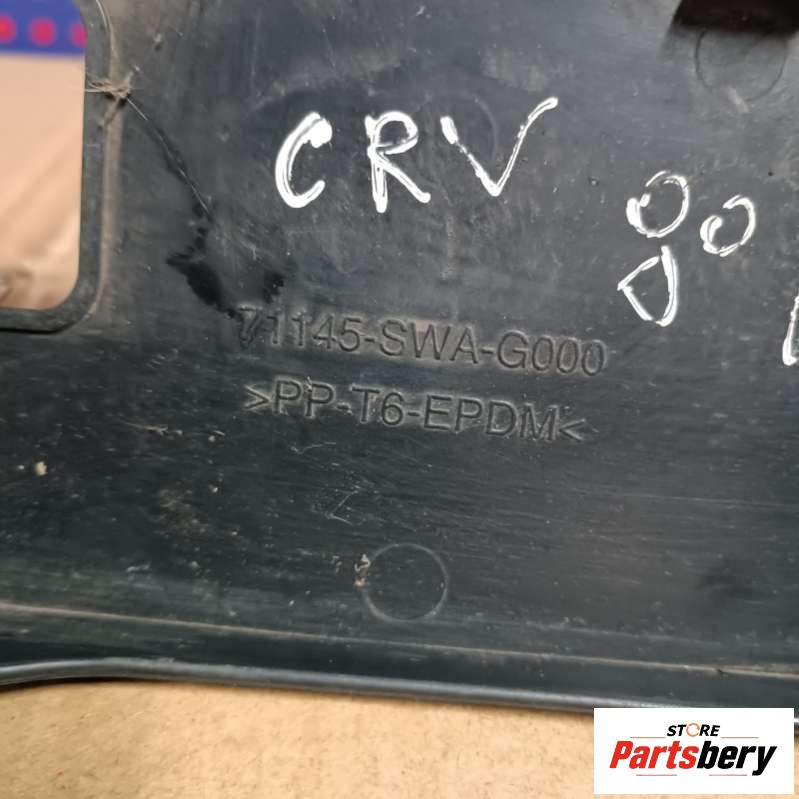 CRV
71145-SWA-G000
>PP-T6-EPDM<
STORE
Partsbery